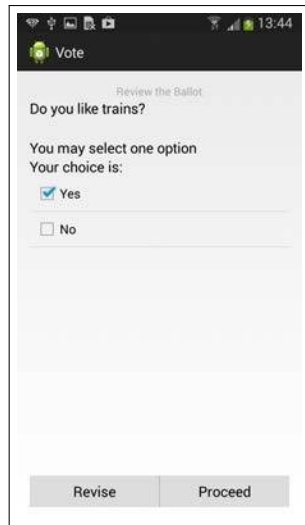 13:44
Vote
Review the Ballot
Do you like trains?
You may select one option
Your choice is:
Yes
No
Revise Proceed